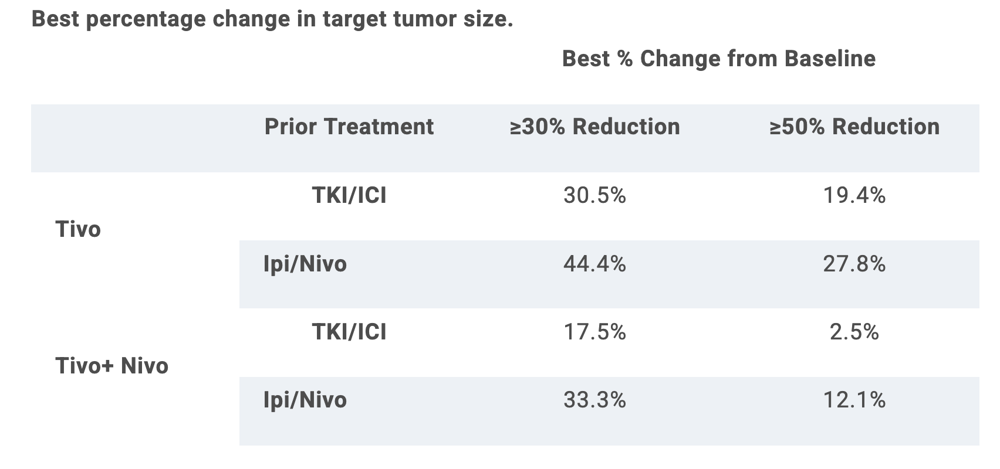 Best percentage change in target tumor size.
Best % Change from Baseline
Prior Treatment ≥30% Reduction ≥50% Reduction
TKI/ICI 30.5% 19.4%
Tivo
Ipi/Nivo 44.4% 27.8%
TKI/ICI 17.5% 2.5%
Tivo+ Nivo
Ipi/Nivo 33.3% 12.1%